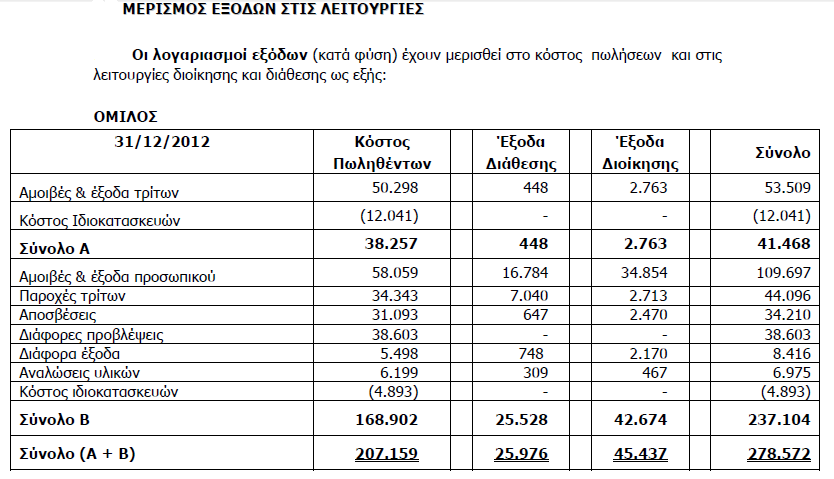 ΜΕΡΙΣΜΟΣ ΕΞΟΔΩΝ ΣΤΙΣ ΛΕΙΤΟΥΡΓΙΕΣ
Οι λογαριασμοί εξόδων (κατά φύση) έχουν μερισθεί στο κόστος πωλήσεων και στις
λειτουργίες διοίκησης και διάθεσης ως εξής:
ΟΜΙΛΟΣ
31/12/2012 Κόστος Πωληθέντων Έξοδα Διάθεσης Έξοδα Διοίκησης Σύνολο
Αμοιβές & έξοδα τρίτων 50.298 448 2.763 53.509
Κόστος Ιδιοκατασκευών (12.041) - - (12.041)
Σύνολο Α 38.257 448 2.763 41.468
Αμοιβές & έξοδα προσωπικού 58.059 16.784 34.854 109.697
Παροχές τρίτων 34.343 7.040 2.713 44.096
Αποσβέσεις 31.093 647 2.470 34.210
Διάφορες προβλέψεις 38.603 - - 38.603
Διάφορα έξοδα 5.498 748 2.170 8.416
Αναλώσεις υλικών 6.199 309 467 6.975
Κόστος ιδιοκατασκευών (4.893) - - (4.893)
Σύνολο Β 168.902 25.528 42.674 237.104
Σύνολο (Α + Β) 207.159 25.976 45.437 278.572